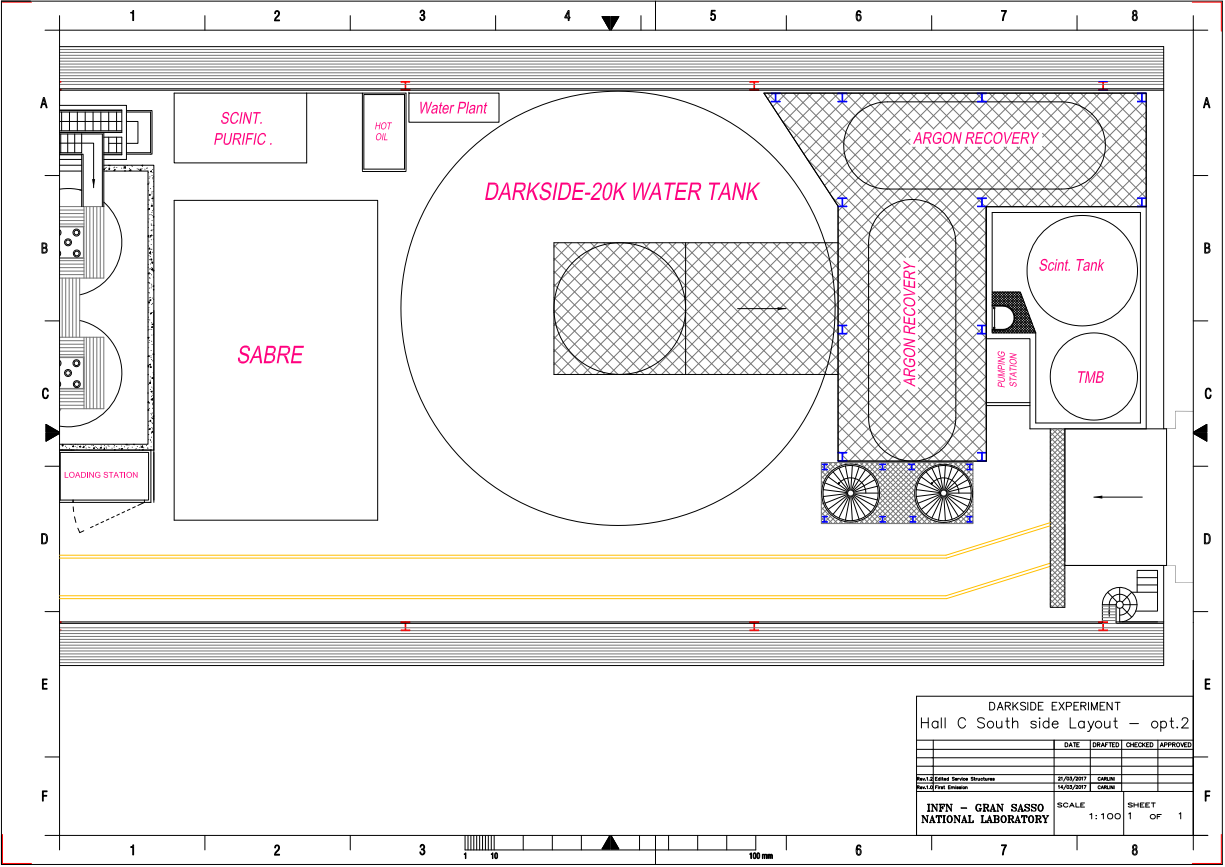 1 2 3 4 5 6 7 8
A A
SCINT.
PURIFIC .
HOT
OIL
Water Plant
ARGON RECOVERY
DARKSIDE-20K WATER TANK
B B
Scint. Tank
ARGON RECOVERY
SABRE
PUMPING
STATION
TMB
C C
LOADING STATION
D D
E E
DARKSIDE EXPERIMENT
Hall C South side Layout – opt.2
DATE DRAFTED CHECKED APPROVED
Rev.1.2 Edited Service Structures 21/03/2017 CARLINI
Rev.1.0 First Emission 14/03/2017 CARLINI
F F
INFN – GRAN SASSO
NATIONAL LABORATORY
SCALE
1:100
SHEET
1 OF 1
1 2 3 6 7 8
1 10 100 mm